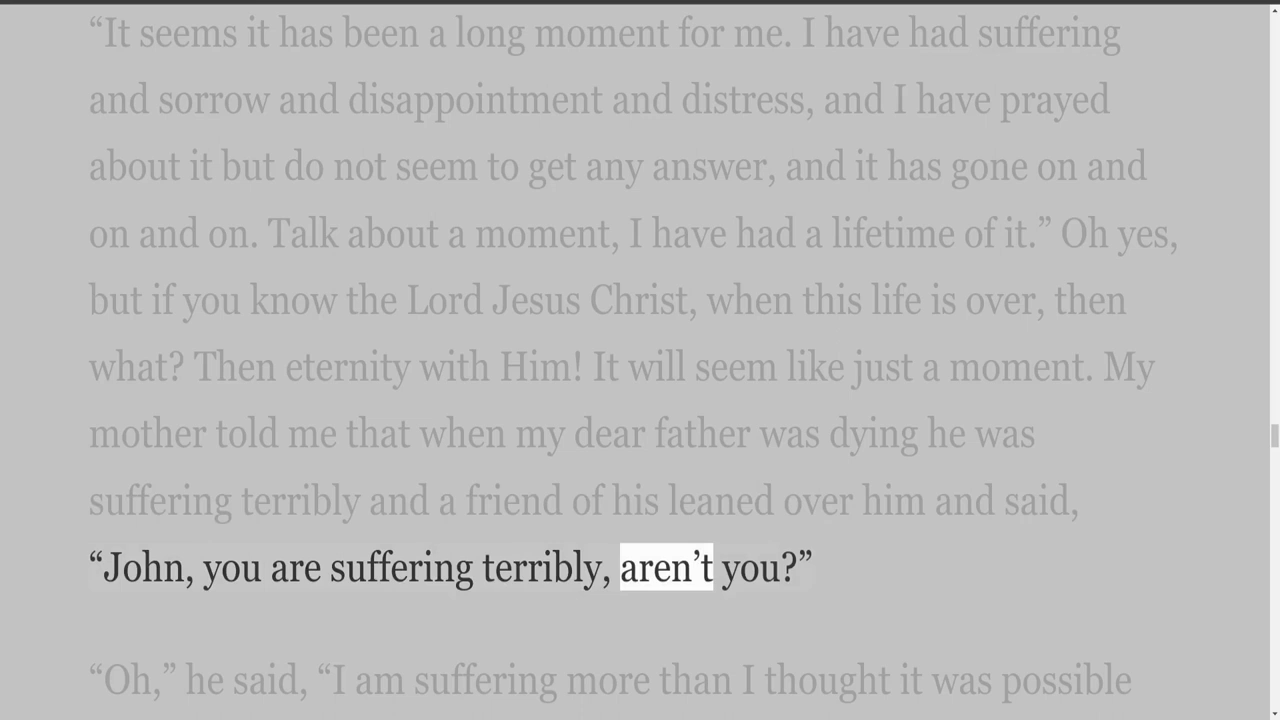 “It seems it has been a long moment for me. I have had suffering
and sorrow and disappointment and distress, and I have prayed
about it but do not seem to get any answer, and it has gone on and
on and on. Talk about a moment, I have had a lifetime of it.” Oh yes,
but if you know the Lord Jesus Christ, when this life is over, then
what? Then eternity with Him! It will seem like just a moment. My
mother told me that when my dear father was dying he was
suffering terribly and a friend of his leaned over him and said,
“John, you are suffering terribly, aren’t you?”
“Oh,” he said, “I am suffering more than I thought it was possible